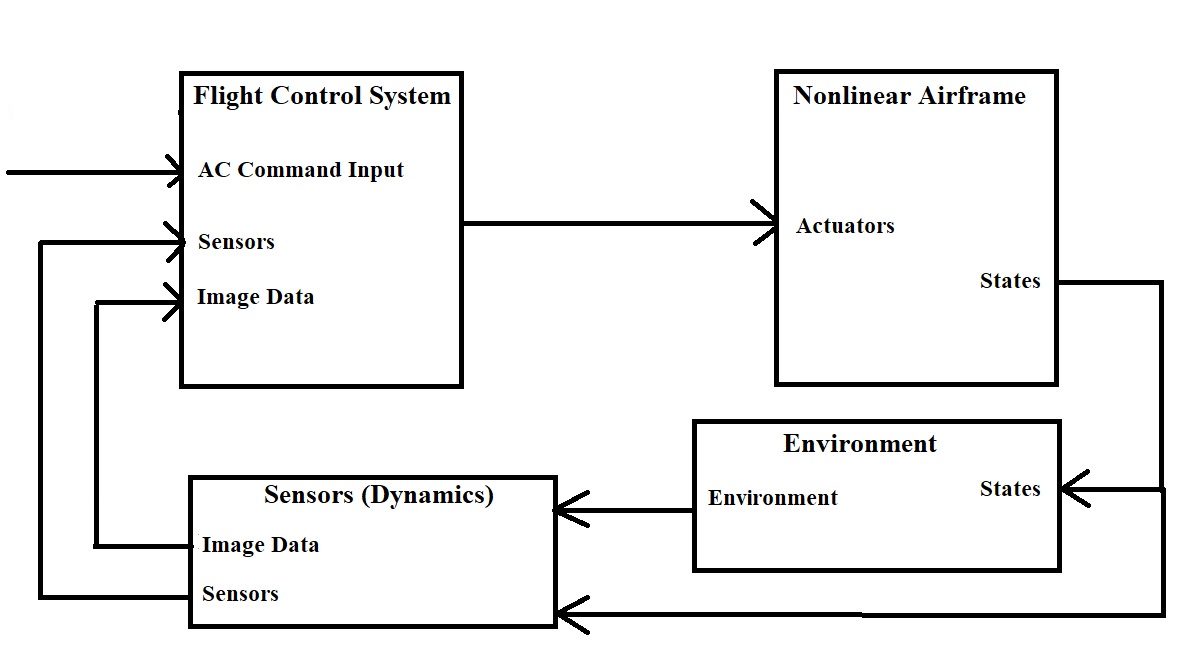 Flight Control System
AC Command Input
Sensors
Image Data
Nonlinear Airframe
Actuators
States
Environment
Environment
States
Sensors (Dynamics)
Image Data
Sensors